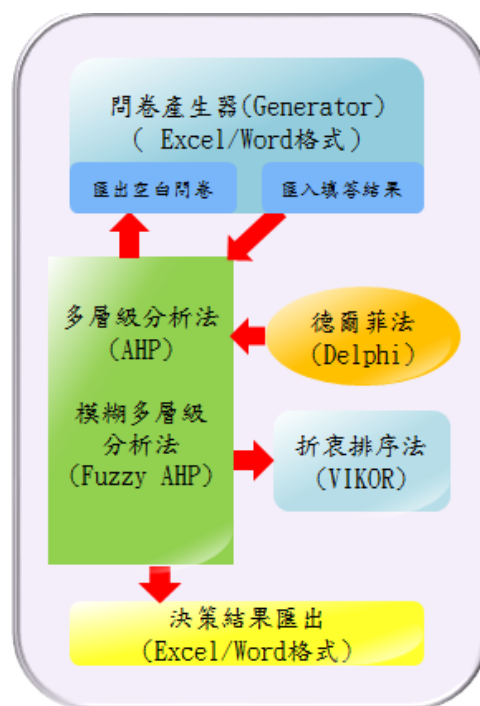 問卷產生器(Generator)
( Excel/Word格式)
匯出空白問卷
匯入填答結果
多層級分析法
(AHP)
模糊多層級
分析法
(Fuzzy AHP)
德爾菲法
(Delphi)
折衷排序法
(VIKOR)
決策結果匯出
(Excel/Word格式)